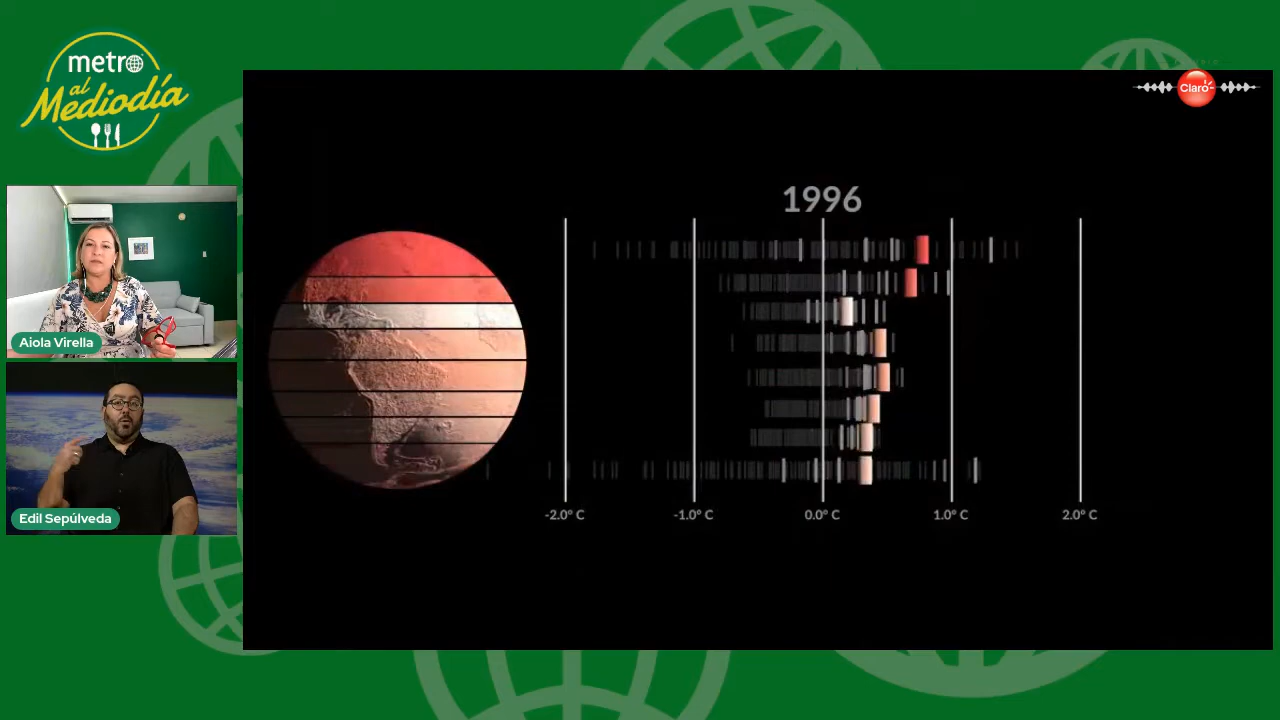 metro
al
Mediodía
Claro
1996
Aiola Virella
Edil Sepúlveda
-2.0° C
-1.0° C
0.0° C
1.0° C
2.0° C